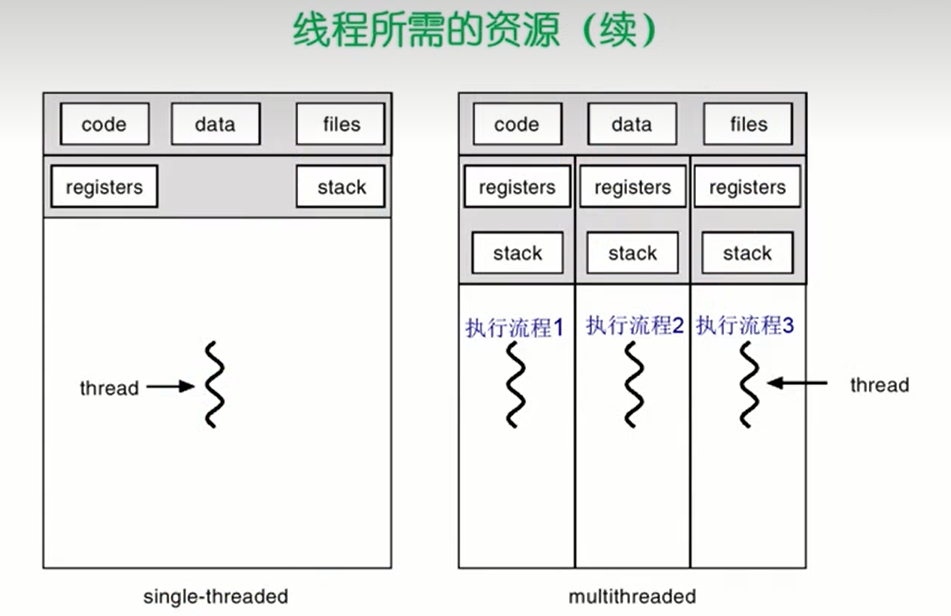 线程所需的资源（续）
code data files
registers stack
thread
single-threaded
code data files
registers registers registers
stack stack stack
执行流程1 执行流程2 执行流程3
thread
multithreaded